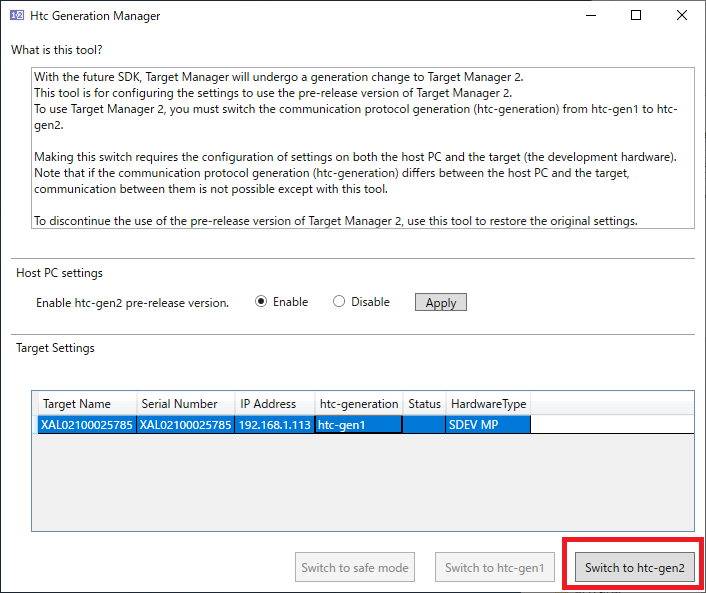 Htc Generation Manager
What is this tool?
With the future SDK, Target Manager will undergo a generation change to Target Manager 2.
This tool is for configuring the settings to use the pre-release version of Target Manager 2.
To use Target Manager 2, you must switch the communication protocol generation (htc-generation) from htc-gen1 to htc-
gen2.
Making this switch requires the configuration of settings on both the host PC and the target (the development hardware).
Note that if the communication protocol generation (htc-generation) differs between the host PC and the target,
communication between them is not possible except with this tool.
To discontinue the use of the pre-release version of Target Manager 2, use this tool to restore the original settings.
Host PC settings
Enable htc-gen2 pre-release version. Enable Disable Apply
Target Settings
Target Name Serial Number IP Address htc-generation Status HardwareType
XAL02100025785 XAL02100025785 192.168.1.113 htc-gen1 SDEV MP
Switch to safe mode Switch to htc-gen1 Switch to htc-gen2